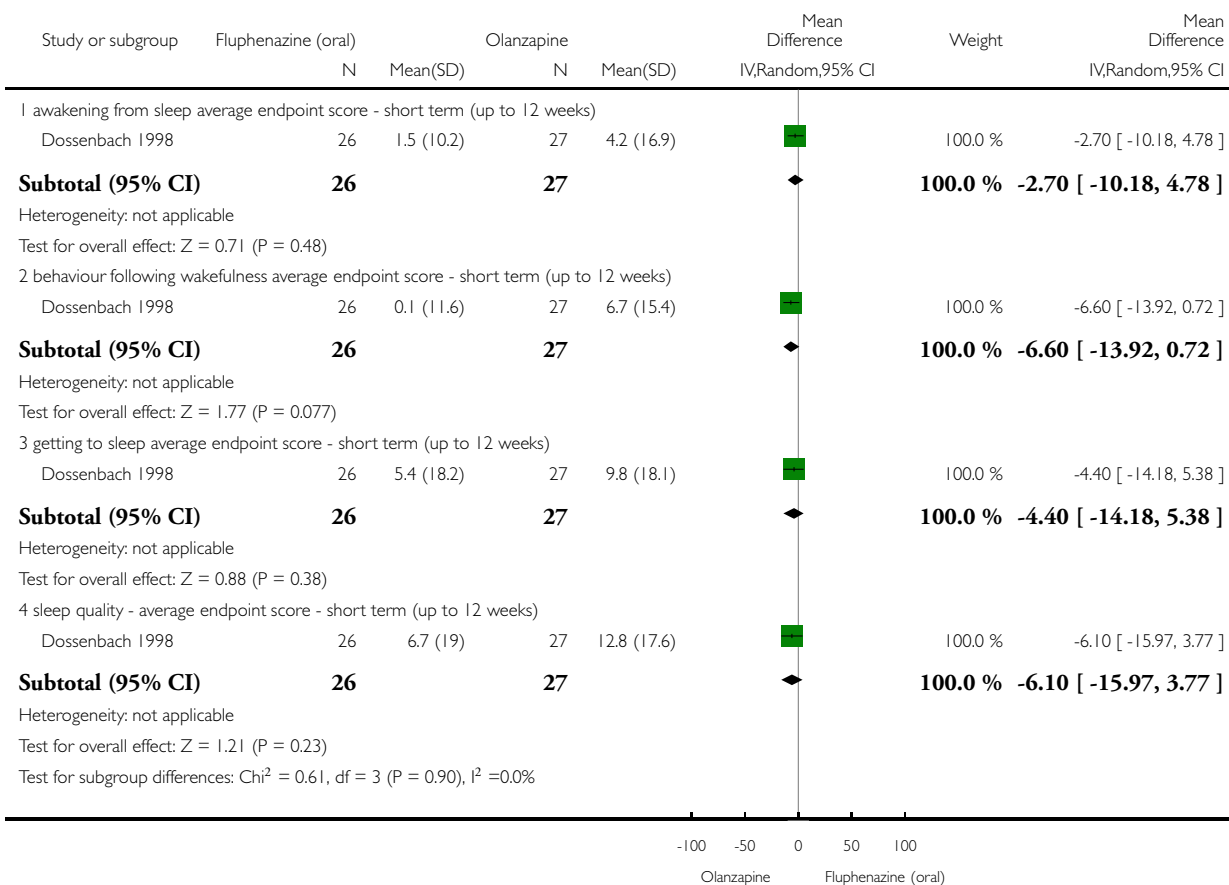 Study or subgroup Fluphenazine (oral) Olanzapine Mean Difference Weight Mean Difference
N Mean(SD) N Mean(SD) IV,Random,95% CI IV,Random,95% CI
1 awakening from sleep average endpoint score - short term (up to 12 weeks)
Dossenbach 1998 26 1.5 (10.2) 27 4.2 (16.9) 100.0 % -2.70 [ -10.18, 4.78 ]
Subtotal (95% CI) 26 27 100.0 % -2.70 [ -10.18, 4.78 ]
Heterogeneity: not applicable
Test for overall effect: Z = 0.71 (P = 0.48)
2 behaviour following wakefulness average endpoint score - short term (up to 12 weeks)
Dossenbach 1998 26 0.1 (11.6) 27 6.7 (15.4) 100.0 % -6.60 [ -13.92, 0.72 ]
Subtotal (95% CI) 26 27 100.0 % -6.60 [ -13.92, 0.72 ]
Heterogeneity: not applicable
Test for overall effect: Z = 1.77 (P = 0.077)
3 getting to sleep average endpoint score - short term (up to 12 weeks)
Dossenbach 1998 26 5.4 (18.2) 27 9.8 (18.1) 100.0 % -4.40 [ -14.18, 5.38 ]
Subtotal (95% CI) 26 27 100.0 % -4.40 [ -14.18, 5.38 ]
Heterogeneity: not applicable
Test for overall effect: Z = 0.88 (P = 0.38)
4 sleep quality - average endpoint score - short term (up to 12 weeks)
Dossenbach 1998 26 6.7 (19) 27 12.8 (17.6) 100.0 % -6.10 [ -15.97, 3.77 ]
Subtotal (95% CI) 26 27 100.0 % -6.10 [ -15.97, 3.77 ]
Heterogeneity: not applicable
Test for overall effect: Z = 1.21 (P = 0.23)
Test for subgroup differences: Chi² = 0.61, df = 3 (P = 0.90), I² =0.0%
-100 -50 0 50 100
Olanzapine Fluphenazine (oral)